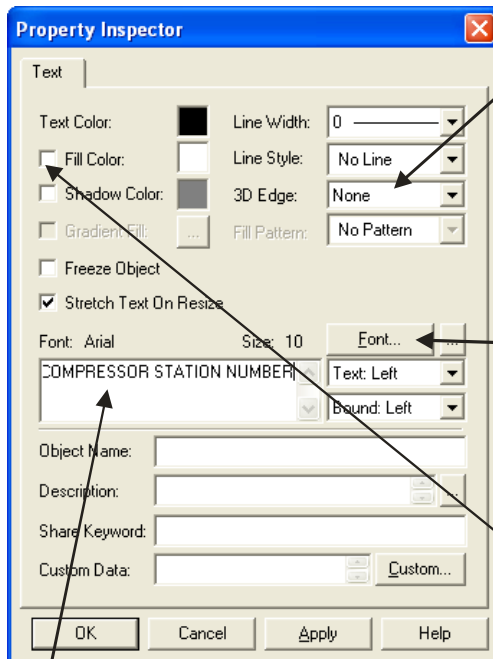 Property Inspector
Text
Text Color: Line Width: 0
Fill Color: Line Style: No Line
Shadow Color: 3D Edge: None
Gradient Fill: ... Fill Pattern: No Pattern
Freeze Object
Stretch Text On Resize
Font: Arial Size: 10 Font... ...
COMPRESSOR STATION NUMBER Text: Left
Bound: Left
Object Name:
Description: ...
Share Keyword:
Custom Data: Custom...
OK Cancel Apply Help